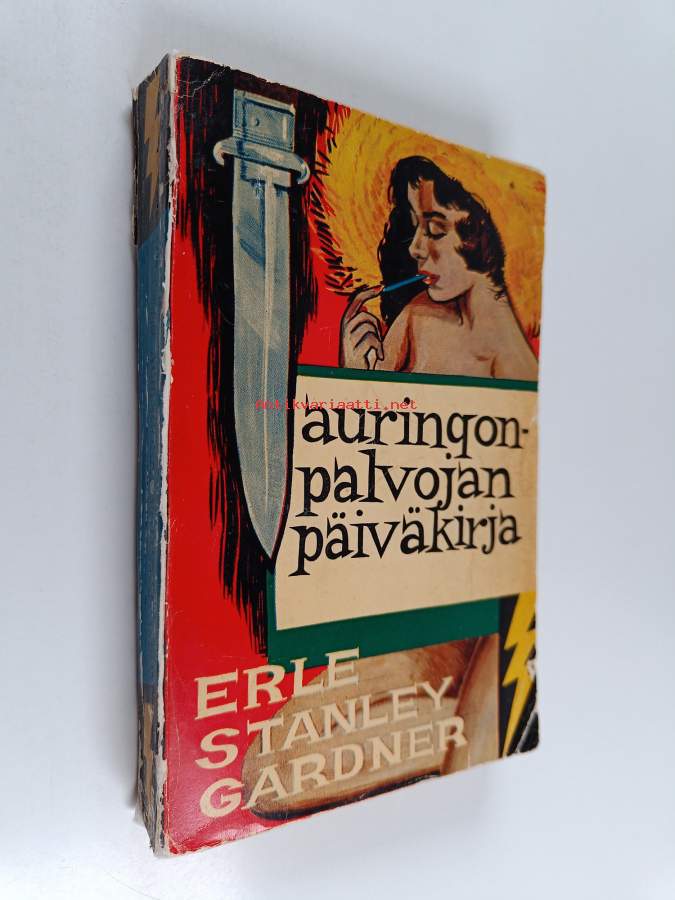 antikvariaatti.net
auringon-
palvojan
päiväkirja
ERLE
STANLEY
GARDNER